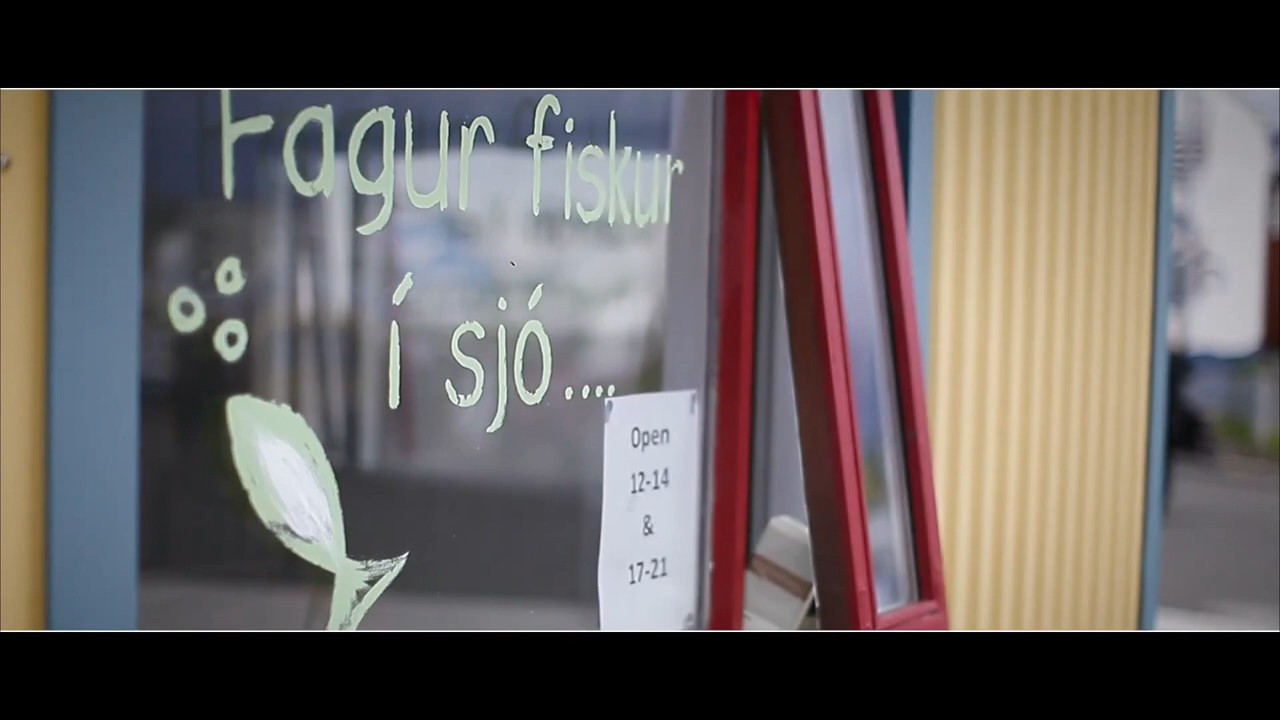 Fagur fiskur
í sjó....
Open
12-14
&
17-21